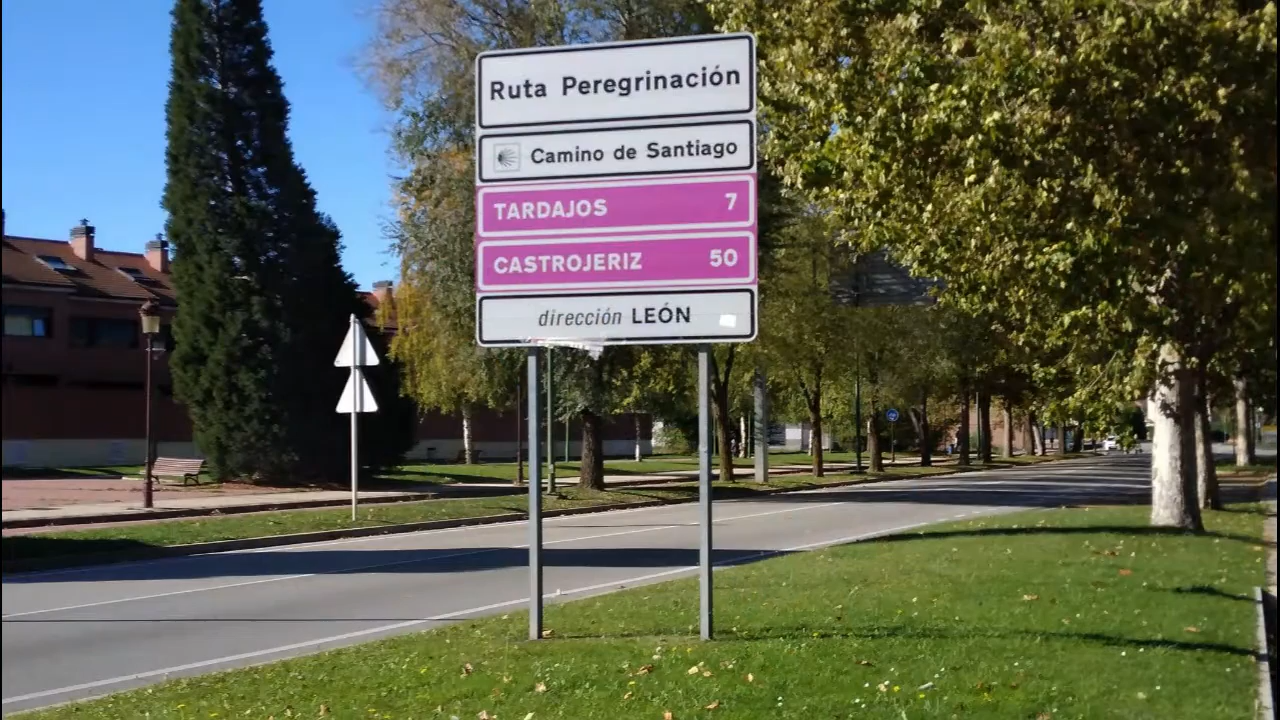 Ruta Peregrinación
Camino de Santiago
TARDAJOS 7
CASTROJERIZ 50
dirección LEÓN